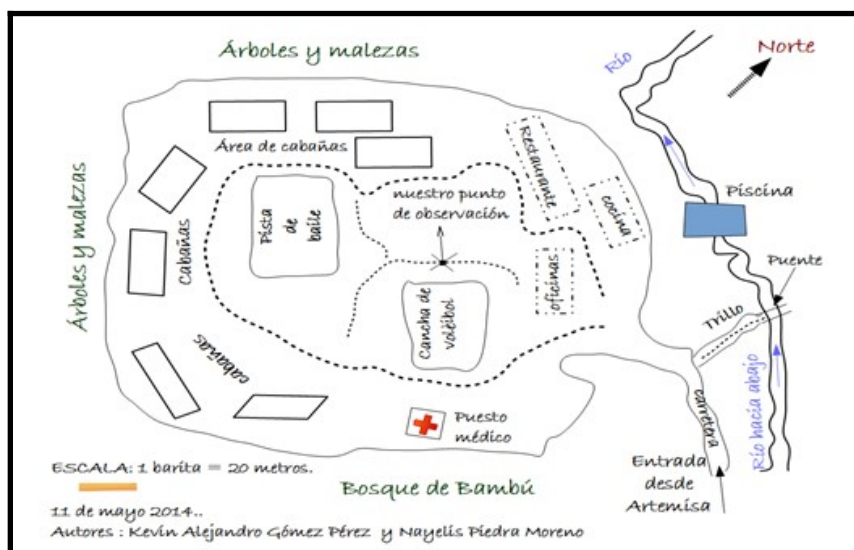 Árboles y malezas
Norte
Río
Área de cabañas
Restaurante
cocina
nuestro punto
de observación
Pista
de
baile
Piscina
Árboles y malezas
Cabañas
oficinas
Puente
Cancha de
voleibol
Trillo
cabañas
carretera
Río hacia abajo
Puesto
médico
ESCALA: 1 barita = 20 metros.
Bosque de Bambú
Entrada
desde
Artemisa
11 de mayo 2014..
Autores : Kevin Alejandro Gómez Pérez y Nayelis Piedra Moreno